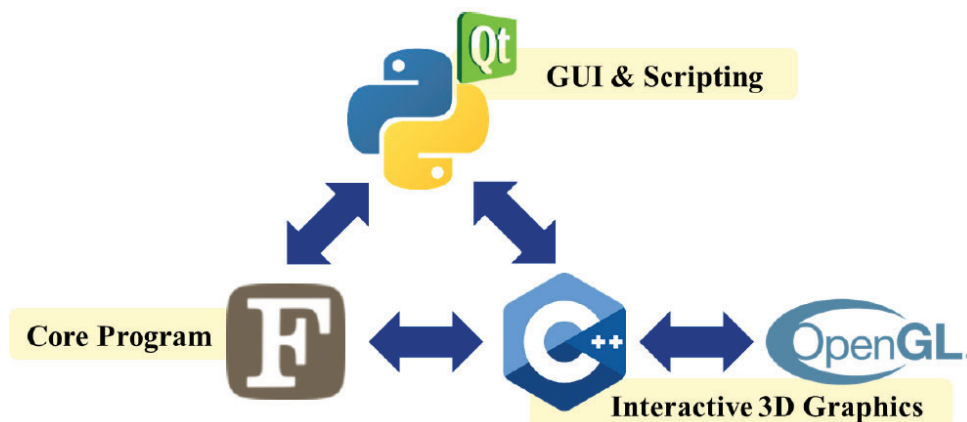 Qt
GUI & Scripting
Core Program
F
C++
OpenGL.
Interactive 3D Graphics